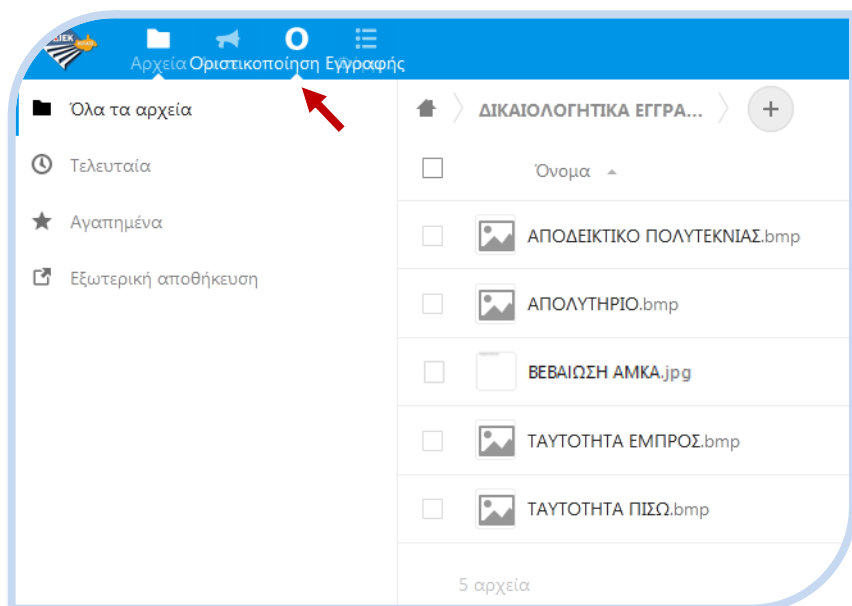 ΔΙΕΚ
Αρχεία Οριστικοποίηση Εγγραφής
Όλα τα αρχεία
Τελευταία
Αγαπημένα
Εξωτερική αποθήκευση
ΔΙΚΑΙΟΛΟΓΗΤΙΚΑ ΕΓΓΡΑ...
+
Όνομα
ΑΠΟΔΕΙΚΤΙΚΟ ΠΟΛΥΤΕΚΝΙΑΣ.bmp
ΑΠΟΛΥΤΗΡΙΟ.bmp
ΒΕΒΑΙΩΣΗ ΑΜΚΑ.jpg
ΤΑΥΤΟΤΗΤΑ ΕΜΠΡΟΣ.bmp
ΤΑΥΤΟΤΗΤΑ ΠΙΣΩ.bmp
5 αρχεία